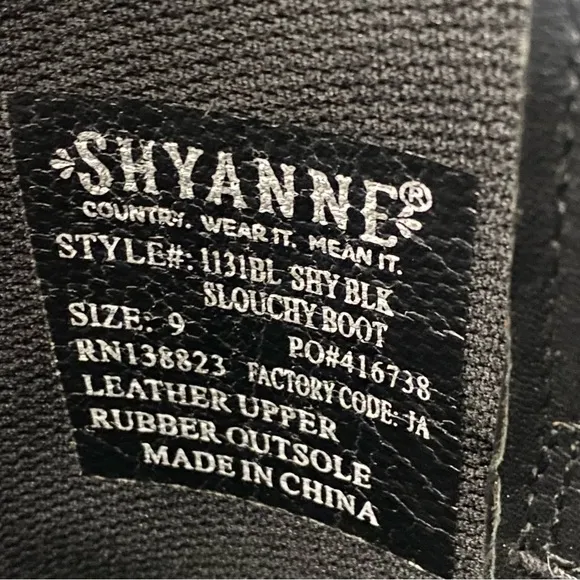 SHYANNE®
COUNTRY. WEAR IT. MEAN IT.
STYLE#: 1131BL SHY BLK
SLOUCHY BOOT
SIZE: 9 P.O#416738
RN138823 FACTORY CODE: JA
LEATHER UPPER
RUBBER OUTSOLE
MADE IN CHINA